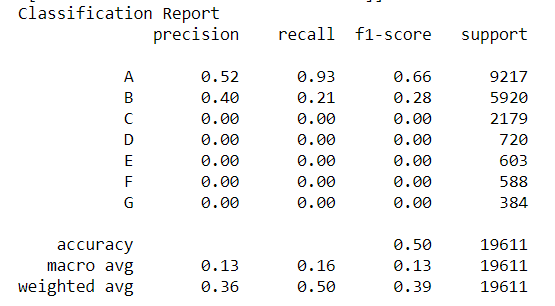 Classification Report
precision recall f1-score support
A 0.52 0.93 0.66 9217
B 0.40 0.21 0.28 5920
C 0.00 0.00 0.00 2179
D 0.00 0.00 0.00 720
E 0.00 0.00 0.00 603
F 0.00 0.00 0.00 588
G 0.00 0.00 0.00 384
accuracy 0.50 19611
macro avg 0.13 0.16 0.13 19611
weighted avg 0.36 0.50 0.39 19611